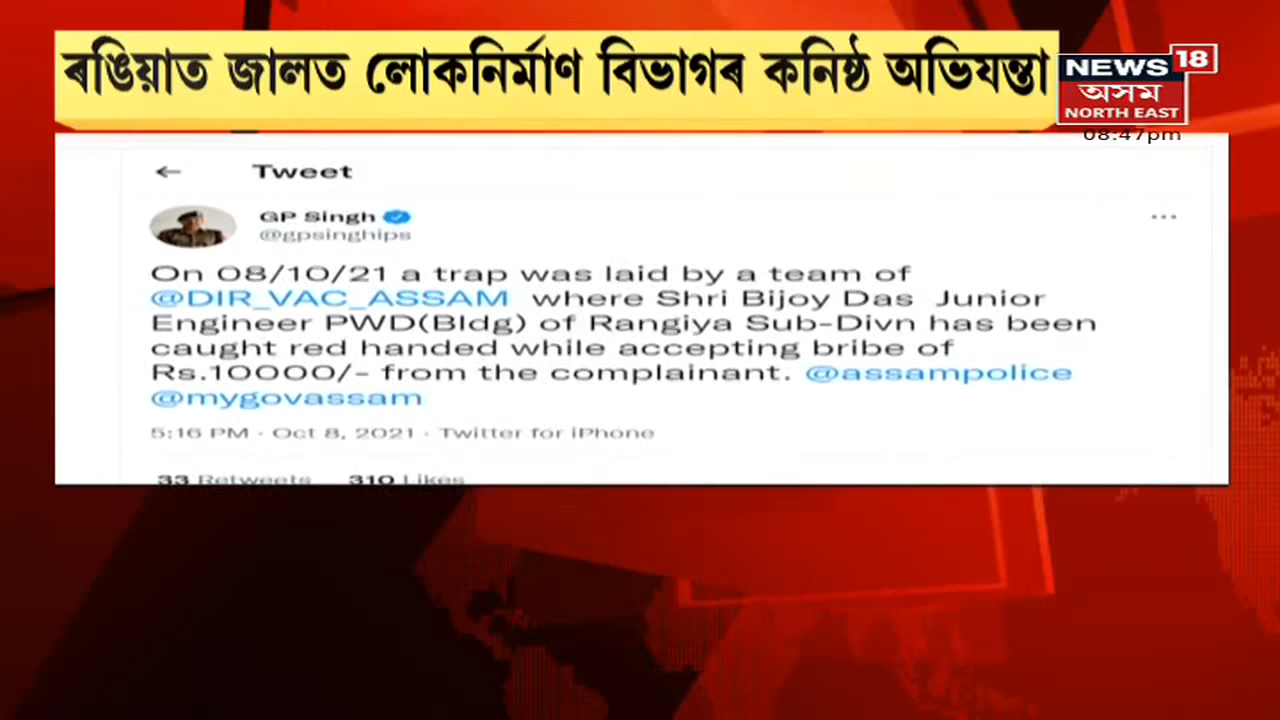 ৰঙিয়াত জালত লোকনিৰ্মাণ বিভাগৰ কনিষ্ঠ অভিযন্তা
NEWS 18
অসম
NORTH EAST
08:47pm
← Tweet
GP Singh
@gpsinghips
On 08/10/21 a trap was laid by a team of
@DIR_VAC_ASSAM where Shri Bijoy Das Junior
Engineer PWD(Bldg) of Rangiya Sub-Divn has been
caught red handed while accepting bribe of
Rs.10000/- from the complainant. @assampolice
@mygovassam
5:16 PM · Oct 8, 2021 · Twitter for iPhone
33 Retweets 310 Likes